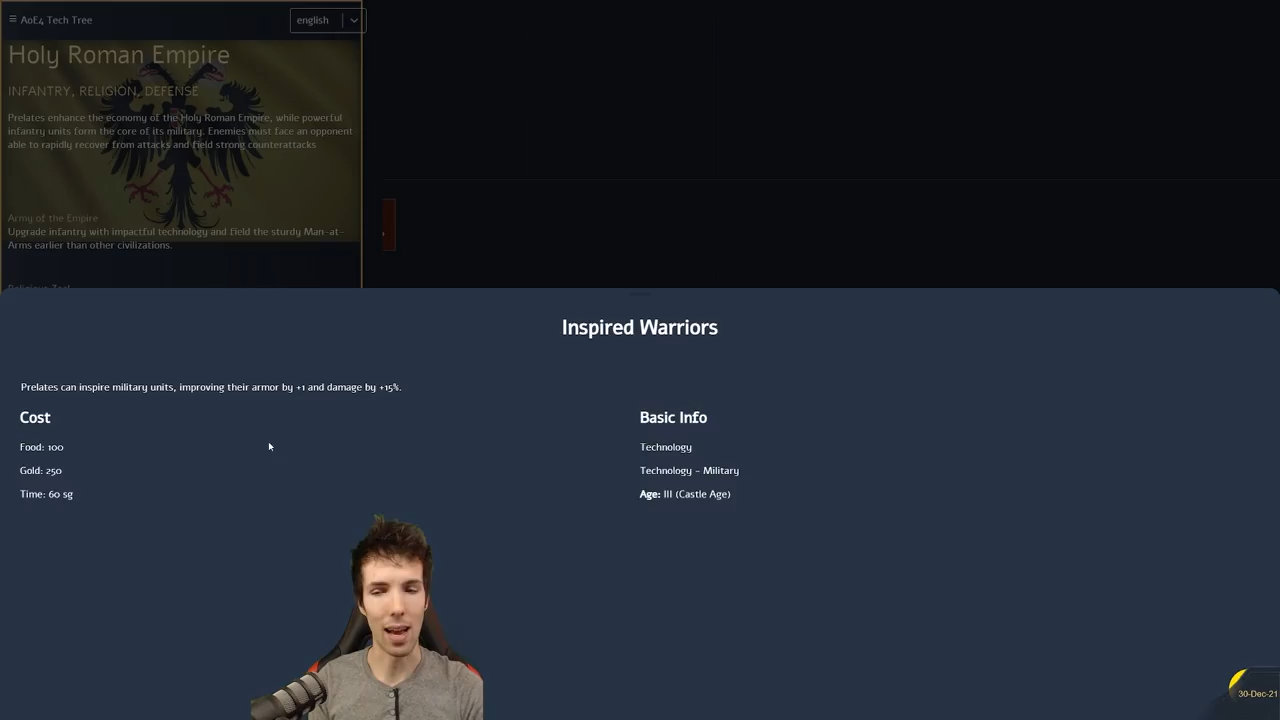 ≡ AoE4 Tech Tree
english
Holy Roman Empire
INFANTRY, RELIGION, DEFENSE
Prelates enhance the economy of the Holy Roman Empire, while powerful
infantry units form the core of its military. Enemies must face an opponent
able to rapidly recover from attacks and field strong counterattacks
Army of the Empire
Upgrade infantry with impactful technology and field the sturdy Man-at-
Arms earlier than other civilizations.
Inspired Warriors
Prelates can inspire military units, improving their armor by +1 and damage by +15%.
Cost
Food: 100
Gold: 250
Time: 60 sg
Basic Info
Technology
Technology - Military
Age: III (Castle Age)
30-Dec-21